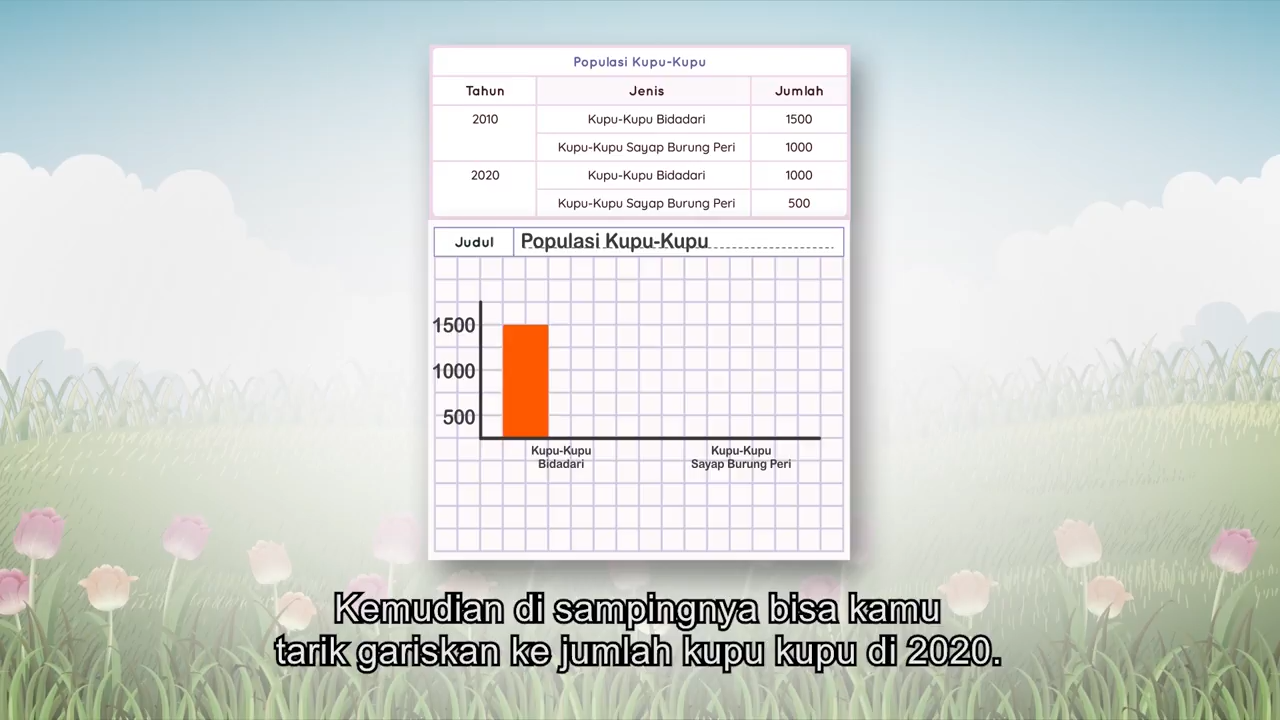 Populasi Kupu-Kupu
Tahun Jenis Jumlah
2010 Kupu-Kupu Bidadari 1500
Kupu-Kupu Sayap Burung Peri 1000
2020 Kupu-Kupu Bidadari 1000
Kupu-Kupu Sayap Burung Peri 500
Judul Populasi Kupu-Kupu
1500
1000
500
Kupu-Kupu
Bidadari
Kupu-Kupu
Sayap Burung Peri
Kemudian di sampingnya bisa kamu
tarik gariskan ke jumlah kupu kupu di 2020.